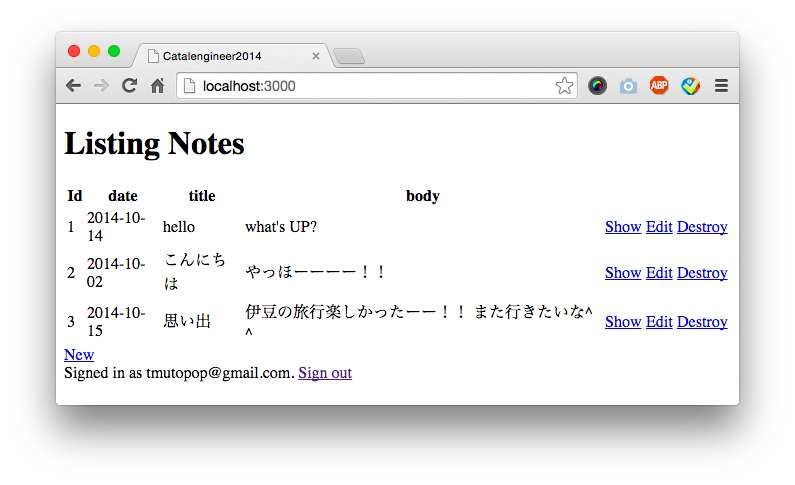 Catalengineer2014
localhost:3000
ABP
Listing Notes
Id date title body
1 2014-10-14 hello what's UP? Show Edit Destroy
2 2014-10-02 こんにちは やっほーーーー！！ Show Edit Destroy
3 2014-10-15 思い出 伊豆の旅行楽しかったーー！！ また行きたいな^^ Show Edit Destroy
New
Signed in as tmutopop@gmail.com. Sign out